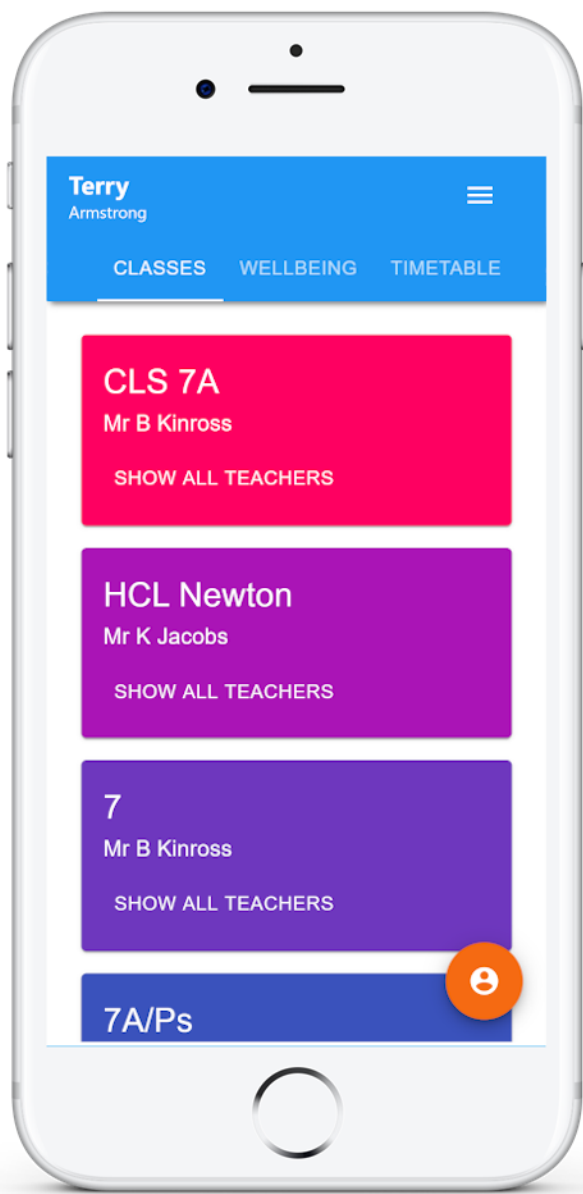 Terry
Armstrong
CLASSES WELLBEING TIMETABLE
CLS 7A
Mr B Kinross
SHOW ALL TEACHERS
HCL Newton
Mr K Jacobs
SHOW ALL TEACHERS
7
Mr B Kinross
SHOW ALL TEACHERS
7A/Ps